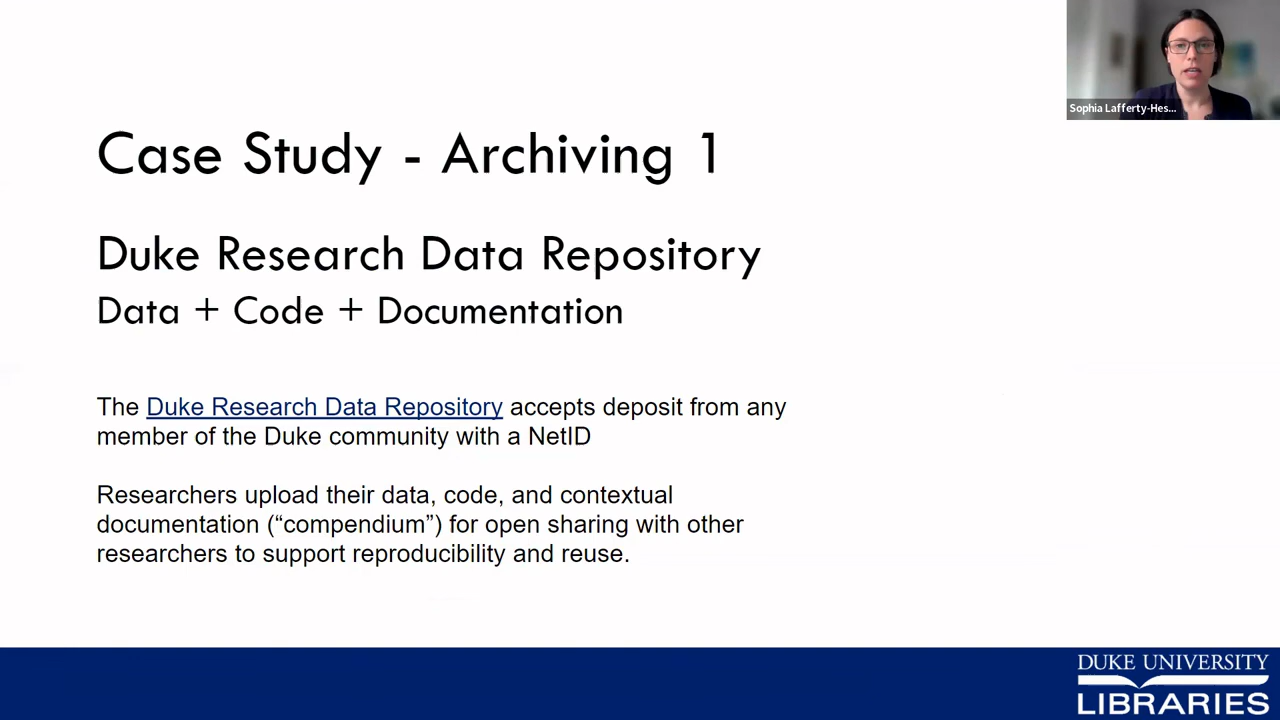 Sophia Lafferty-Hes...
Case Study - Archiving 1
Duke Research Data Repository
Data + Code + Documentation
The Duke Research Data Repository accepts deposit from any
member of the Duke community with a NetID
Researchers upload their data, code, and contextual
documentation (“compendium”) for open sharing with other
researchers to support reproducibility and reuse.
DUKE UNIVERSITY
LIBRARIES